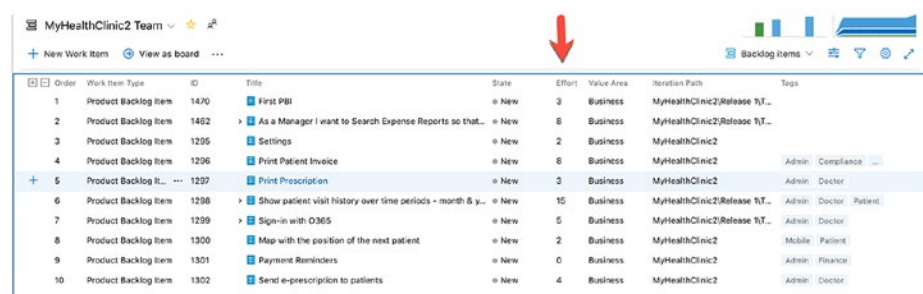 MyHealthClinic2 Team
New Work Item View as board
Backlog items
Order Work Item Type ID Title State Effort Value Area Iteration Path Tags
1 Product Backlog Item 1470 First PBI New 3 Business MyHealthClinic2\Release 1\T...
2 Product Backlog Item 1462 As a Manager I want to Search Expense Reports so that... New 8 Business MyHealthClinic2\Release 1\T...
3 Product Backlog Item 1295 Settings New 2 Business MyHealthClinic2
4 Product Backlog Item 1296 Print Patient Invoice New 8 Business MyHealthClinic2 Admin Compliance ...
5 Product Backlog It... 1297 Print Prescription New 3 Business MyHealthClinic2 Admin Doctor
6 Product Backlog Item 1298 Show patient visit history over time periods - month & y... New 15 Business MyHealthClinic2\Release 1\T... Admin Doctor Patient
7 Product Backlog Item 1299 Sign-in with O365 New 5 Business MyHealthClinic2\Release 1\T... Admin Doctor
8 Product Backlog Item 1300 Map with the position of the next patient New 2 Business MyHealthClinic2 Mobile Patient
9 Product Backlog Item 1301 Payment Reminders New 0 Business MyHealthClinic2 Admin Finance
10 Product Backlog Item 1302 Send e-prescription to patients New 4 Business MyHealthClinic2 Admin Doctor